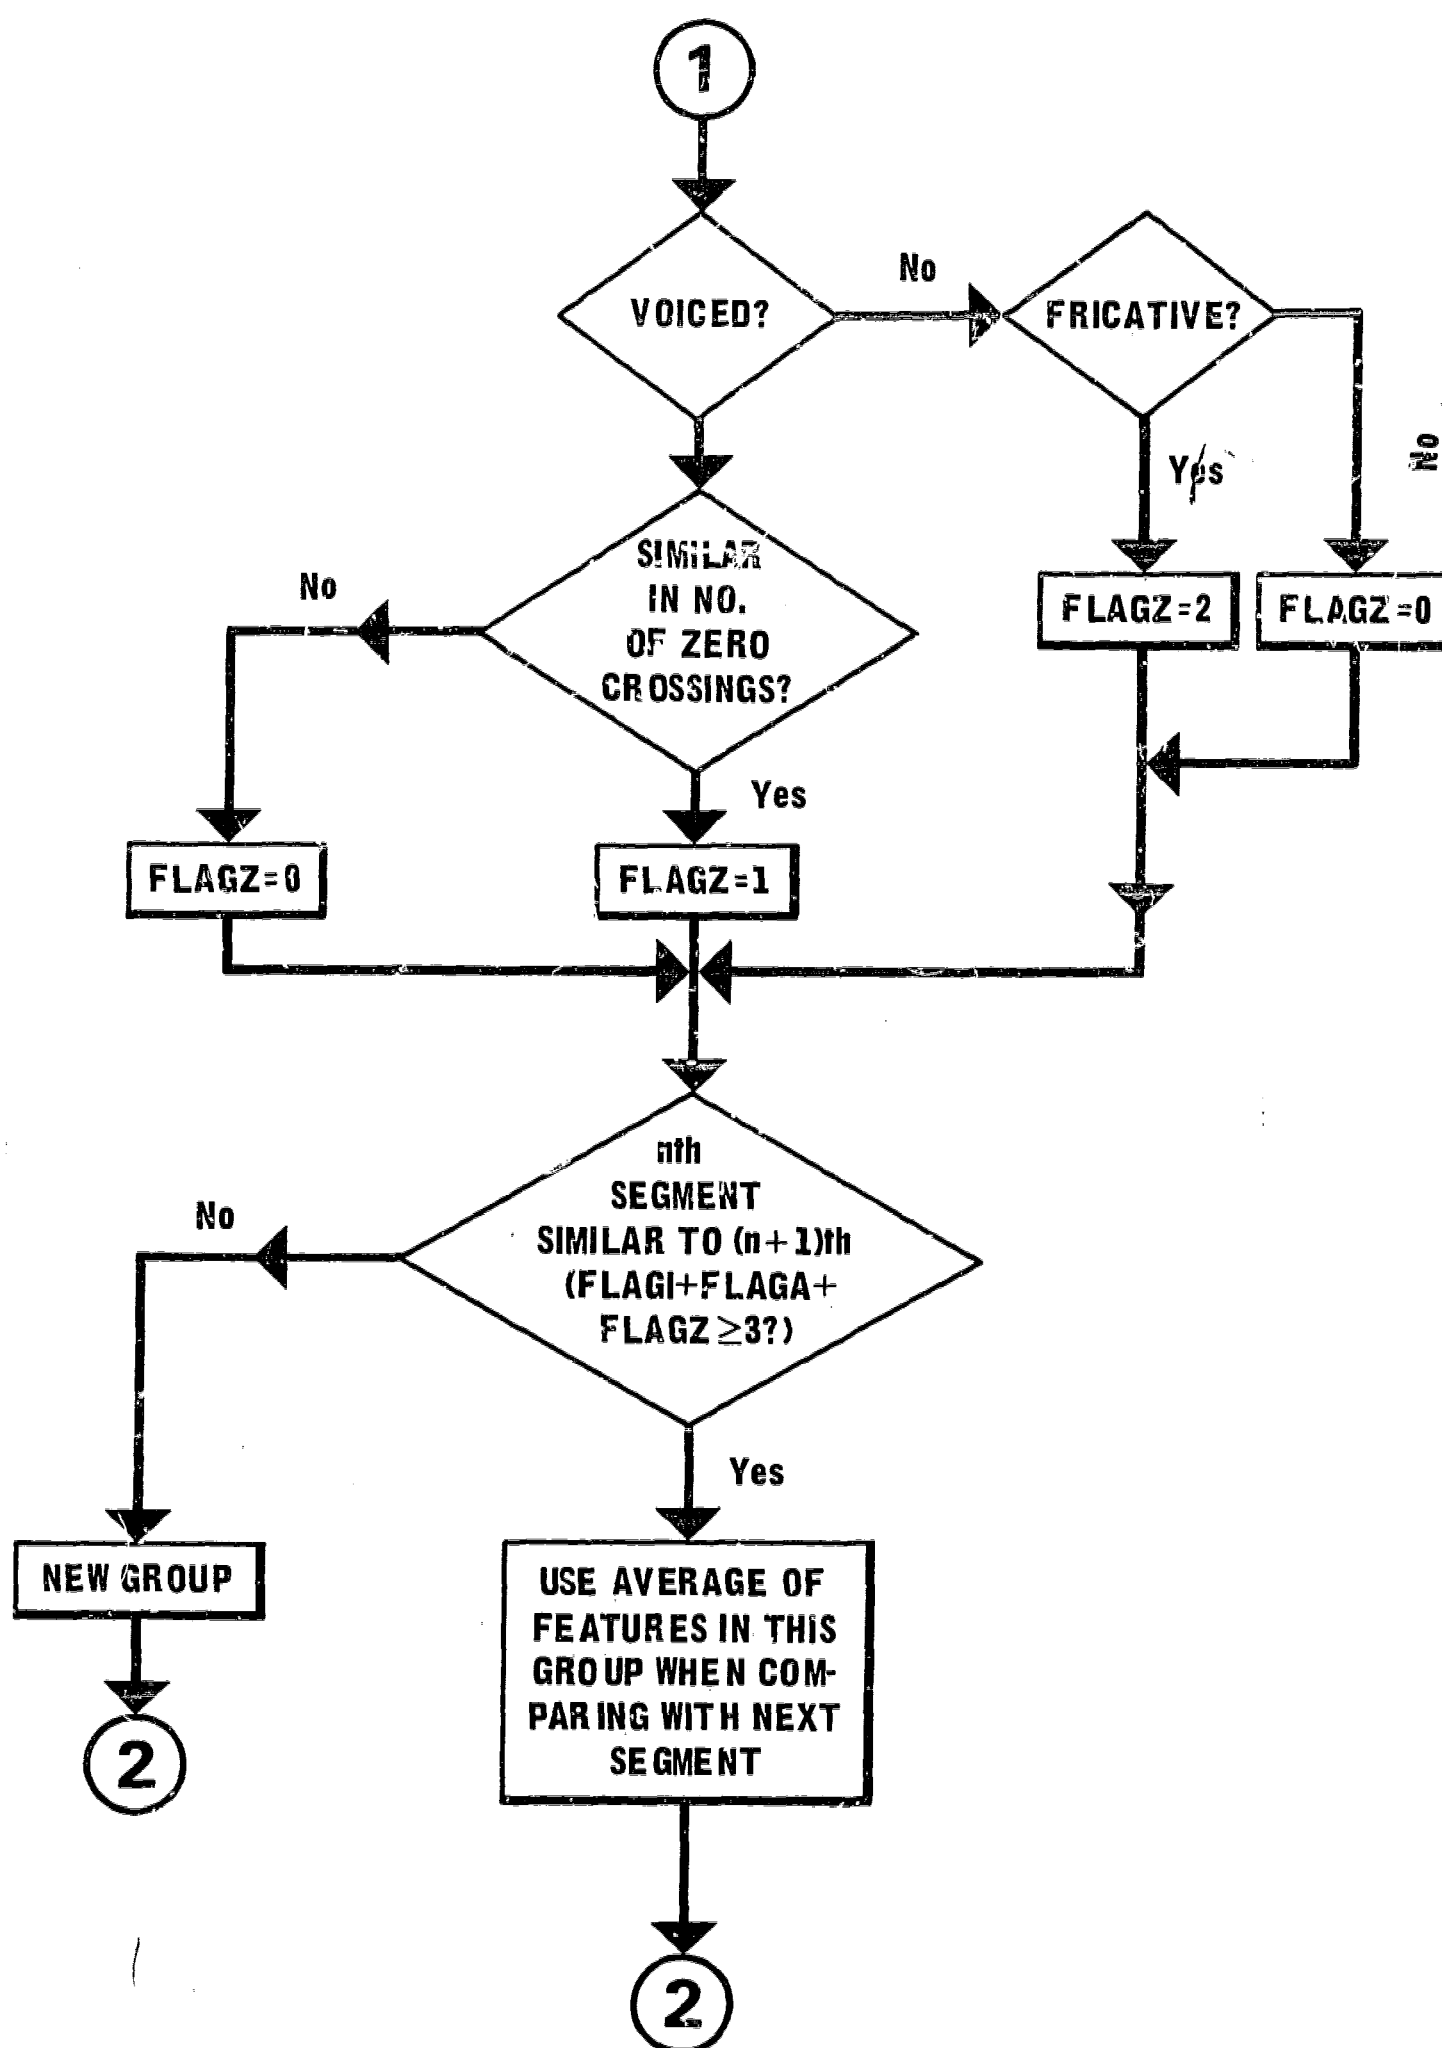 1
VOICED?
No
FRICATIVE?
No
Yes
SIMILAR
IN NO.
OF ZERO
CROSSINGS?
No
FLAGZ=2
FLAGZ=0
Yes
FLAGZ=0
FLAGZ=1
nth
SEGMENT
SIMILAR TO (n+1)th
(FLAGI+FLAGA+
FLAGZ≥3?)
No
Yes
NEW GROUP
USE AVERAGE OF
FEATURES IN THIS
GROUP WHEN COM-
PARING WITH NEXT
SEGMENT
2
2